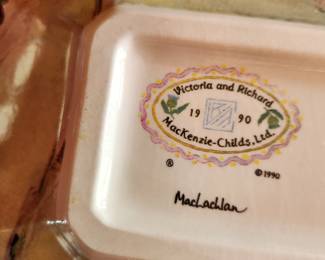 Victoria and Richard
19 90
MacKenzie-Childs, Ltd.
® ©1990
MacLachlan